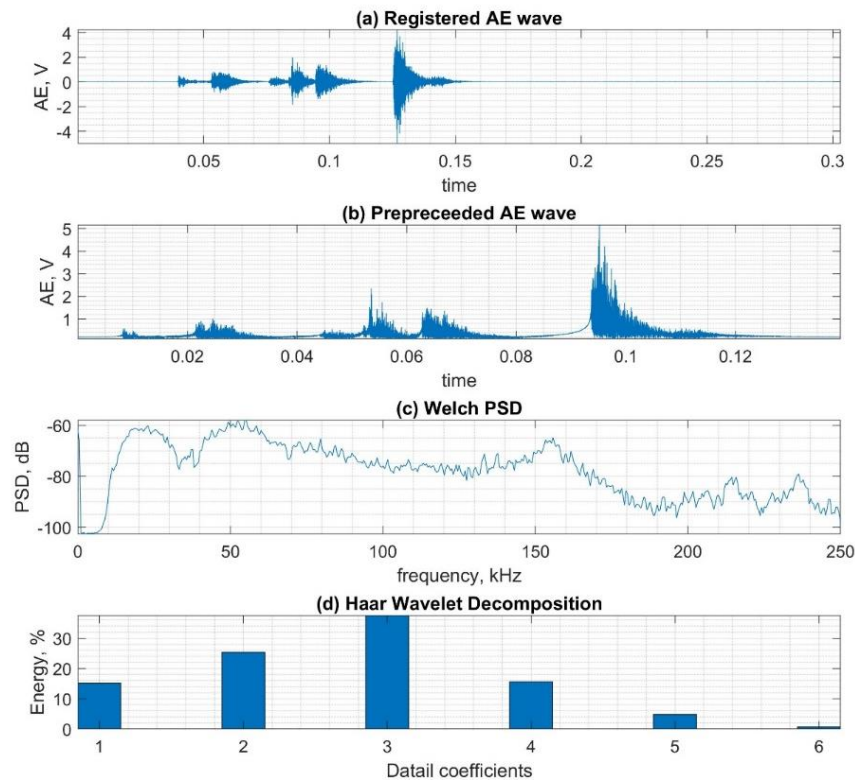 (a) Registered AE wave
4
2
0
-2
-4
AE, V
0.05 0.1 0.15 0.2 0.25 0.3
time
(b) Prepreceeded AE wave
5
4
3
2
1
AE, V
0.02 0.04 0.06 0.08 0.1 0.12
time
(c) Welch PSD
-60
-80
-100
PSD, dB
0 50 100 150 200 250
frequency, kHz
(d) Haar Wavelet Decomposition
30
20
10
0
Energy, %
1 2 3 4 5 6
Datail coefficients